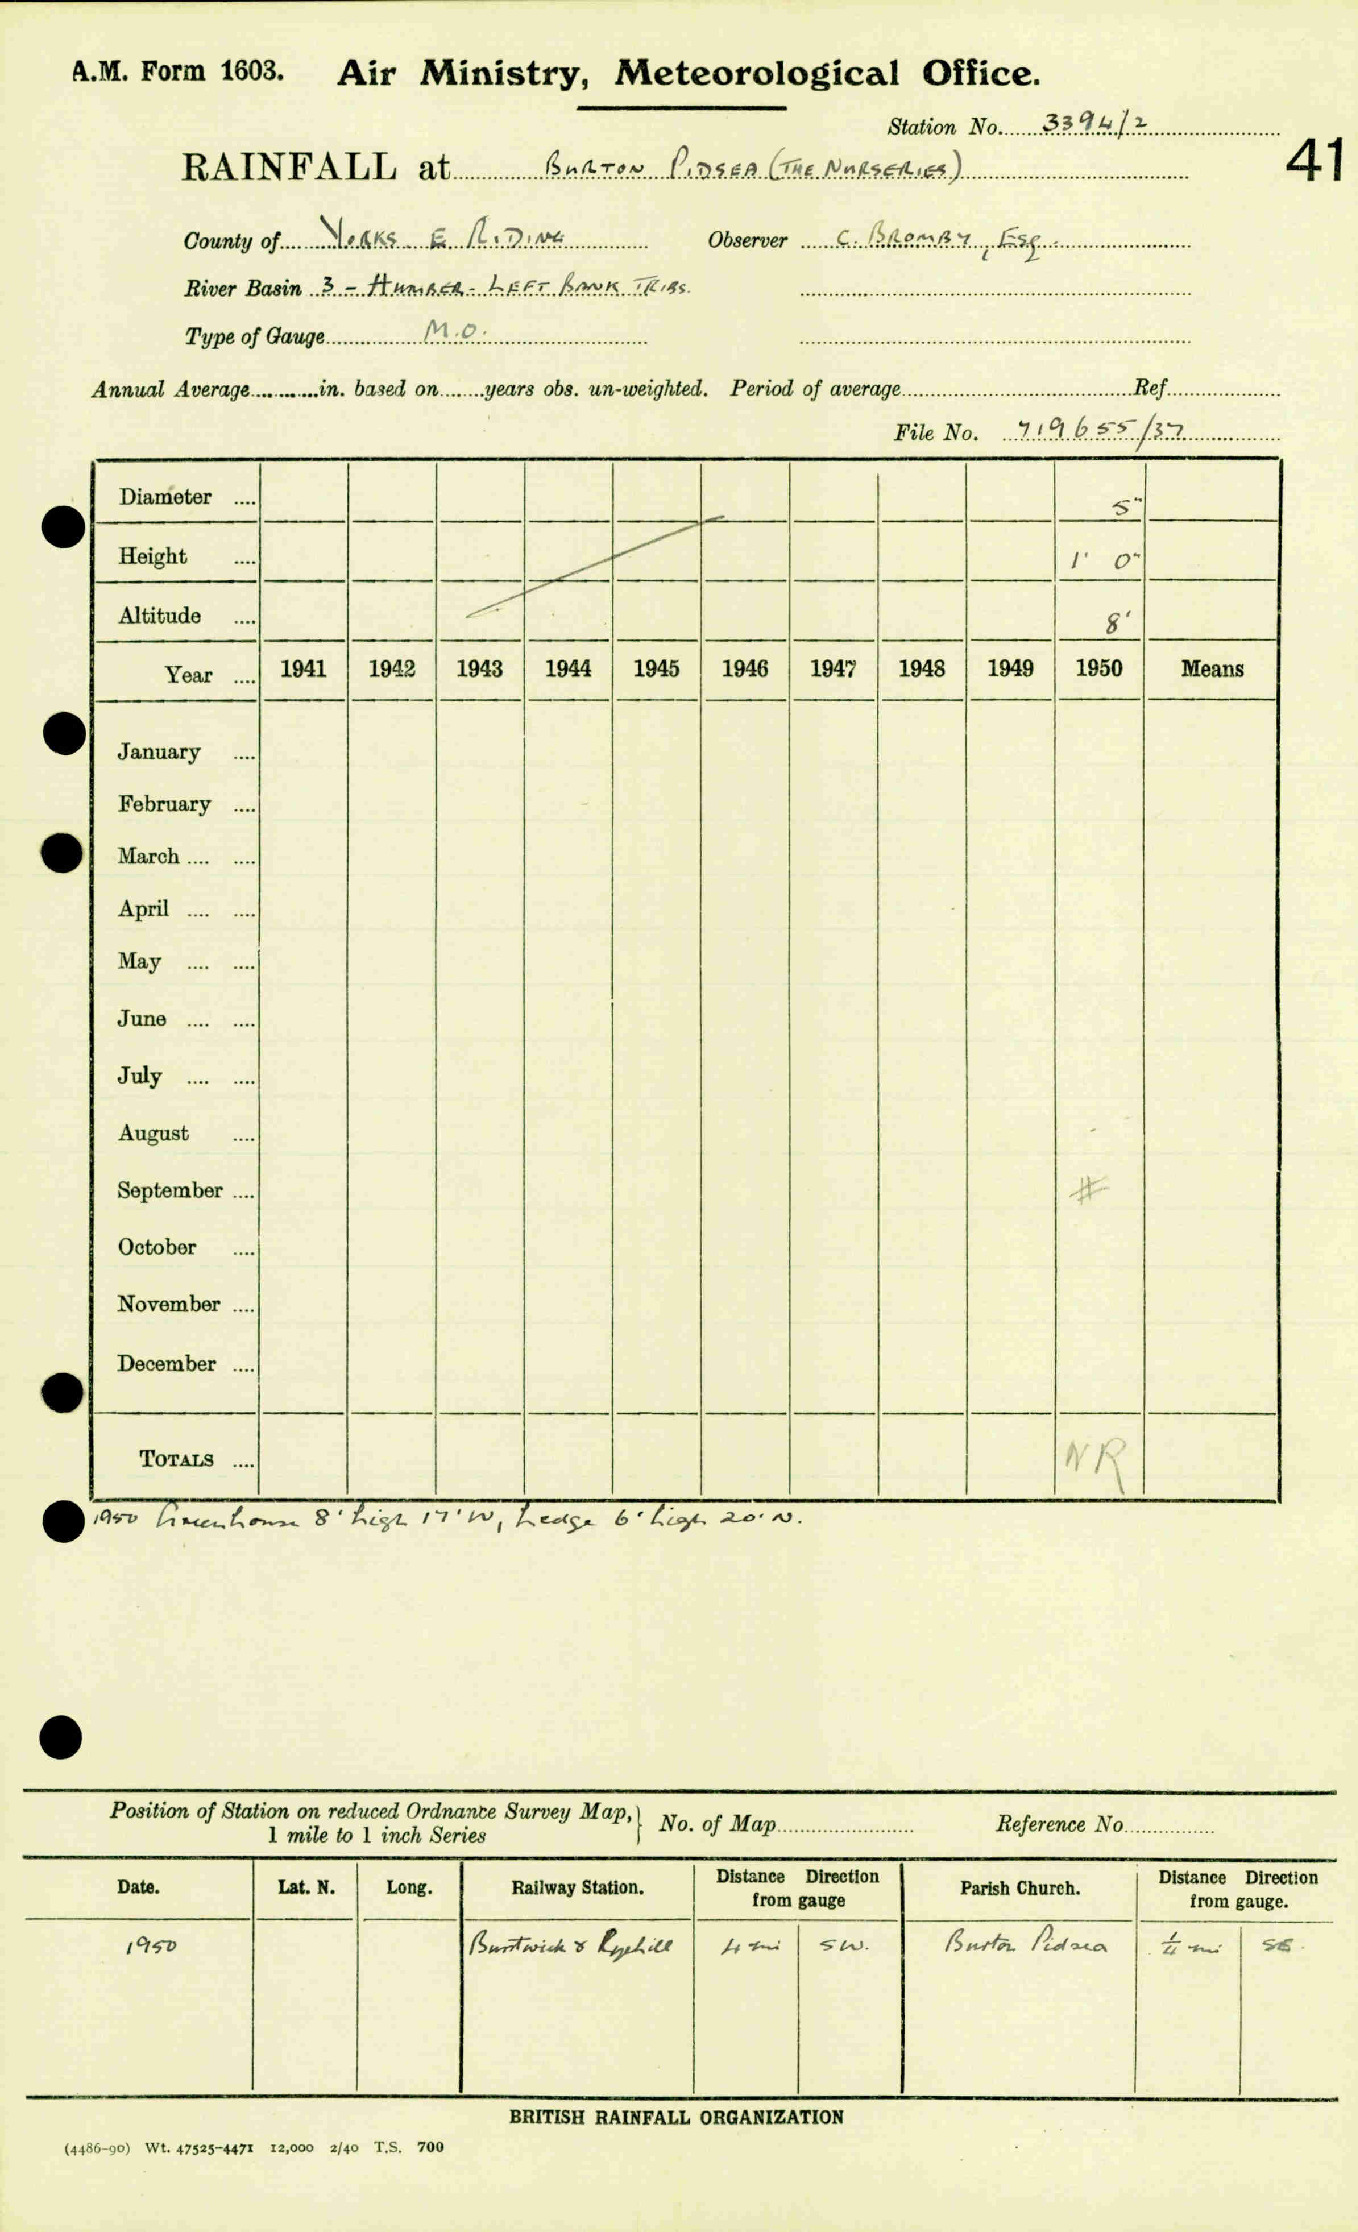 A.M. Form 1603. Air Ministry, Meteorological Office.
Station No. 3394/2
41
RAINFALL at BURTON PIDSEA (THE NURSERIES)
County of YORKS E RIDING Observer C. BROMBY, ESQ.
River Basin 3 - HUMBER - LEFT BANK TRIBS.
Type of Gauge M.O.
Annual Average in. based on years obs. un-weighted. Period of average Ref.
File No. 719655/37
Diameter 5"
Height 1' 0"
Altitude 8'
Year 1941 1942 1943 1944 1945 1946 1947 1948 1949 1950 Means
January
February
March
April
May
June
July
August
September #
October
November
December
TOTALS NR
1950 Greenhouse 8' high 17' W, hedge 6' high 20' N.
Position of Station on reduced Ordnance Survey Map, } No. of Map Reference No.
1 mile to 1 inch Series
Date. Lat. N. Long. Railway Station. Distance Direction from gauge Parish Church. Distance Direction from gauge.
1950 Burstwick & Ryehill 4 mi SW. Burton Pidsea 1/4 mi SE.
BRITISH RAINFALL ORGANIZATION
(4486-90) Wt. 47525-4471 12,000 2/40 T.S. 700